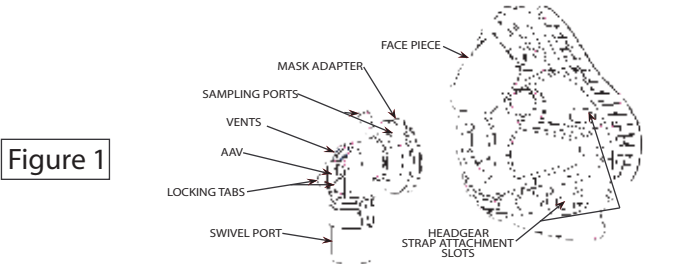 FACE PIECE
MASK ADAPTER
SAMPLING PORTS
VENTS
AAV
Figure 1
LOCKING TABS
SWIVEL PORT
HEADGEAR
STRAP ATTACHMENT
SLOTS